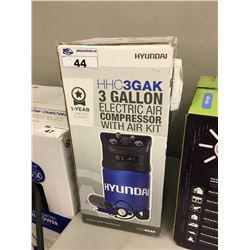 44
HYUNDAI
HHC3GAK
3 GALLON
ELECTRIC AIR
COMPRESSOR
WITH AIR KIT
1-YEAR
HYUNDAI